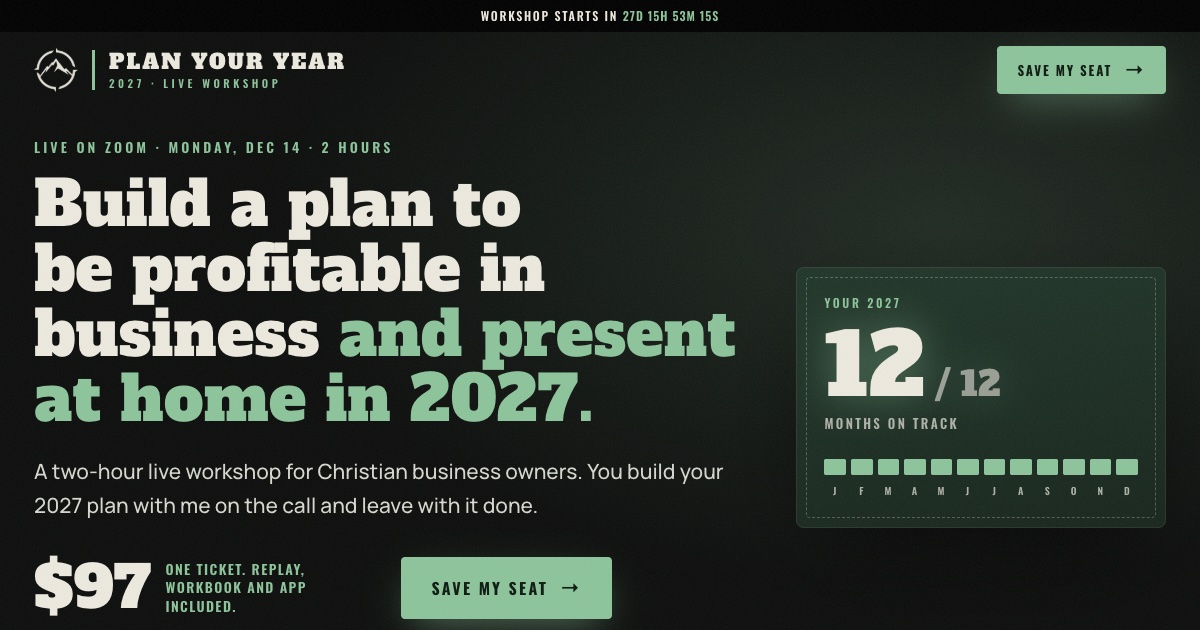 WORKSHOP STARTS IN 27D 15H 53M 15S
PLAN YOUR YEAR
2027 · LIVE WORKSHOP
SAVE MY SEAT →
LIVE ON ZOOM · MONDAY, DEC 14 · 2 HOURS
Build a plan to
be profitable in
business and present
at home in 2027.
A two-hour live workshop for Christian business owners. You build your
2027 plan with me on the call and leave with it done.
$97
ONE TICKET. REPLAY,
WORKBOOK AND APP
INCLUDED.
SAVE MY SEAT →
YOUR 2027
12 / 12
MONTHS ON TRACK
J F M A M J J A S O N D